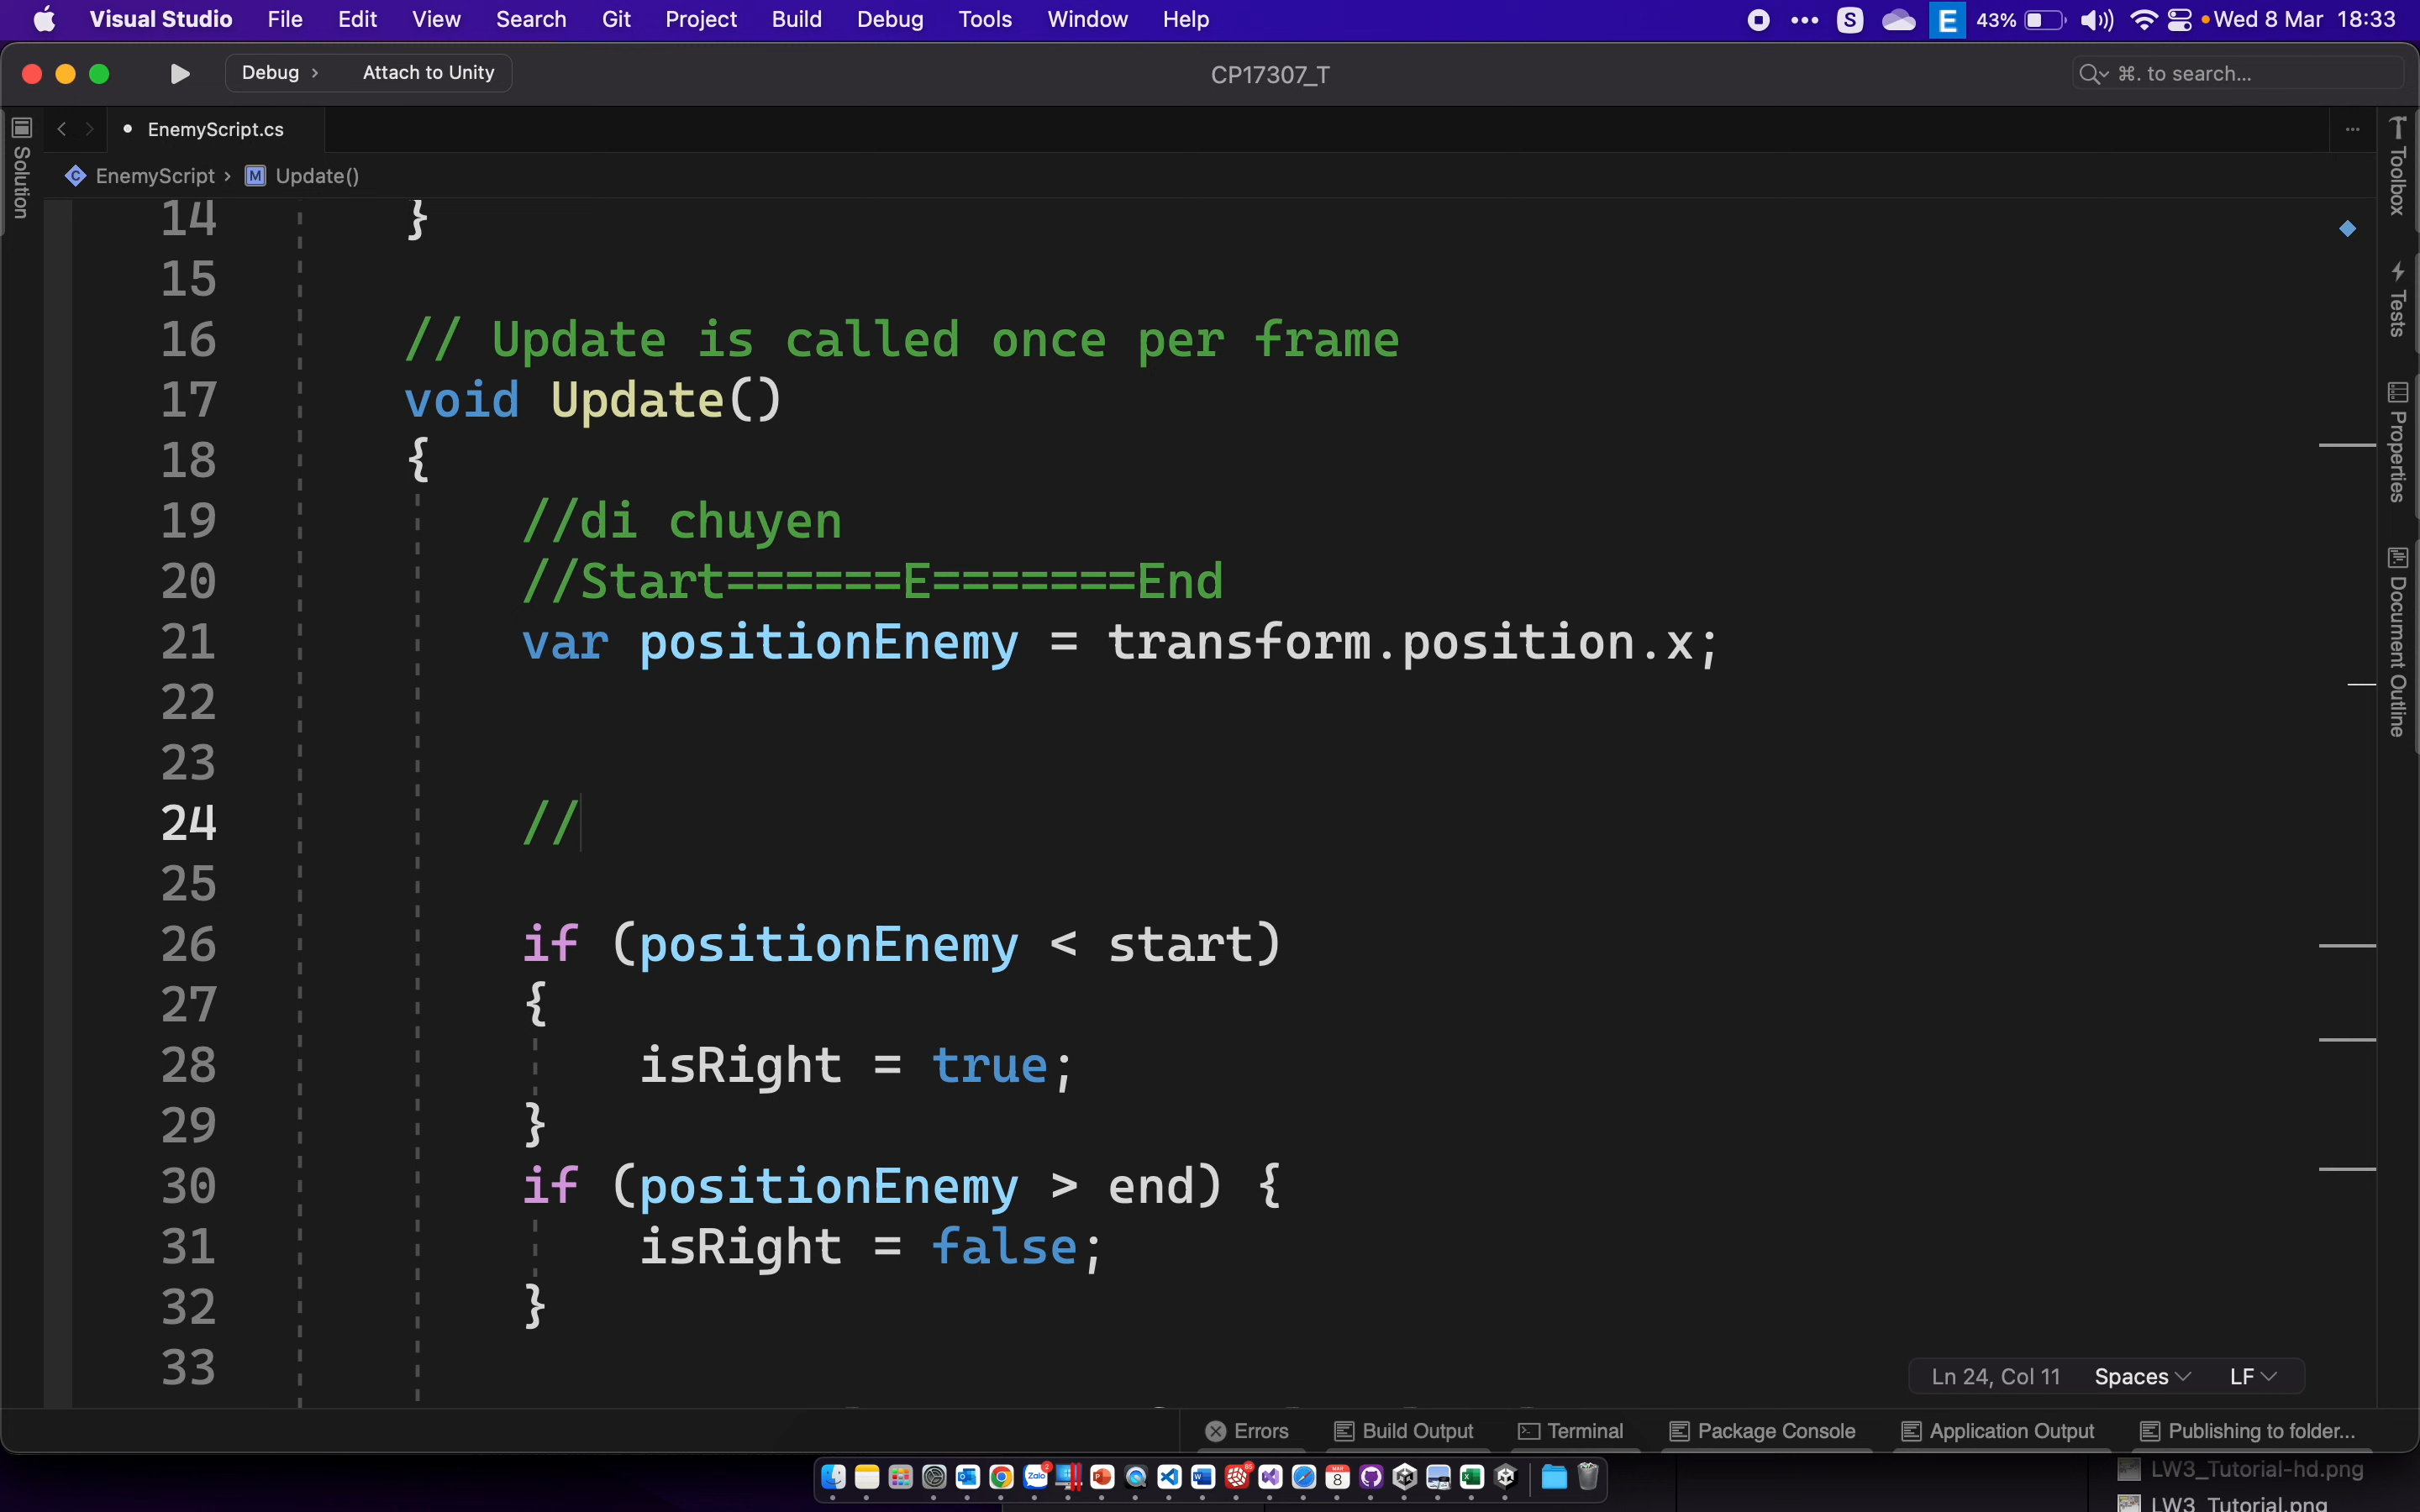 Visual Studio File Edit View Search Git Project Build Debug Tools Window Help S E 43% Wed 8 Mar 18:33
Debug › Attach to Unity CP17307_T ⌘. to search...
EnemyScript.cs
C EnemyScript › M Update()
Solution
Toolbox
Tests
Properties
Document Outline
14 }
15
16 // Update is called once per frame
17 void Update()
18 {
19 //di chuyen
20 //Start======E=======End
21 var positionEnemy = transform.position.x;
22
23
24 //
25
26 if (positionEnemy < start)
27 {
28 isRight = true;
29 }
30 if (positionEnemy > end) {
31 isRight = false;
32 }
33
Ln 24, Col 11 Spaces LF
Errors Build Output Terminal Package Console Application Output Publishing to folder...
LW3_Tutorial-hd.png
LW3 Tutorial.png
Zalo 2
8